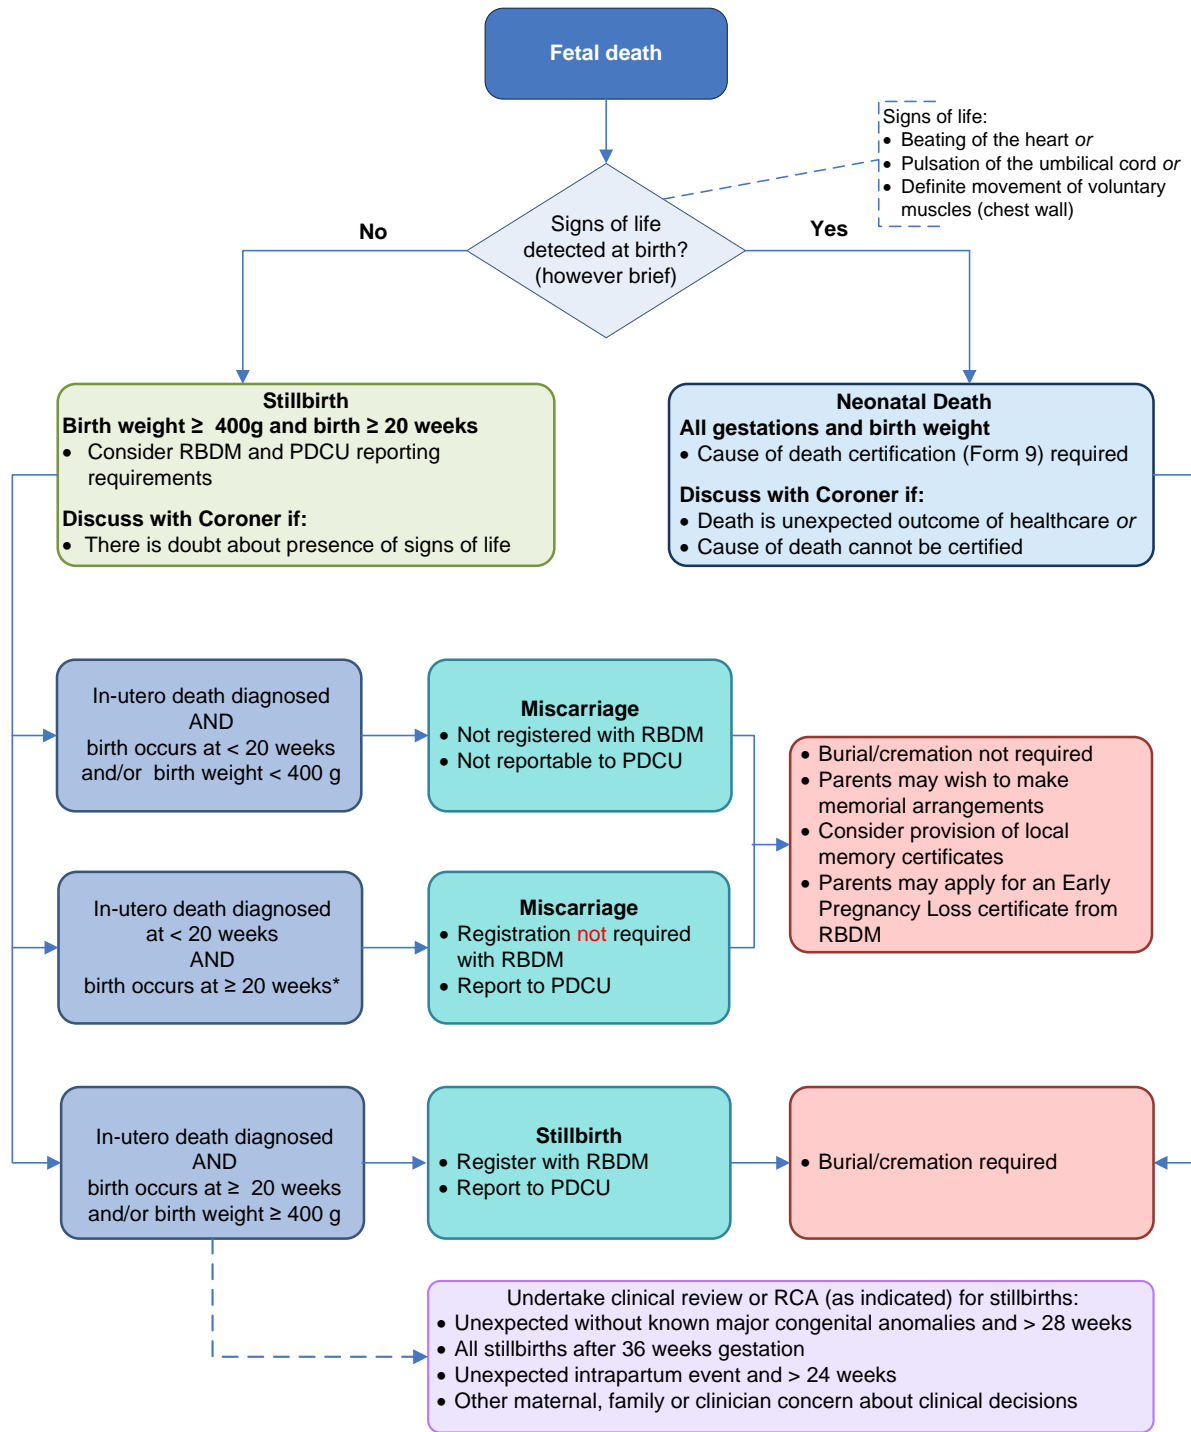 Fetal death
Signs of life:
• Beating of the heart or
• Pulsation of the umbilical cord or
• Definite movement of voluntary
muscles (chest wall)
No
Signs of life
detected at birth?
(however brief)
Yes
Stillbirth
Birth weight ≥ 400g and birth ≥ 20 weeks
• Consider RBDM and PDCU reporting
requirements
Discuss with Coroner if:
• There is doubt about presence of signs of life
Neonatal Death
All gestations and birth weight
• Cause of death certification (Form 9) required
Discuss with Coroner if:
• Death is unexpected outcome of healthcare or
• Cause of death cannot be certified
In-utero death diagnosed
AND
birth occurs at < 20 weeks
and/or birth weight < 400 g
Miscarriage
• Not registered with RBDM
• Not reportable to PDCU
• Burial/cremation not required
• Parents may wish to make
memorial arrangements
• Consider provision of local
memory certificates
• Parents may apply for an Early
Pregnancy Loss certificate from
RBDM
In-utero death diagnosed
at < 20 weeks
AND
birth occurs at ≥ 20 weeks*
Miscarriage
• Registration not required
with RBDM
• Report to PDCU
In-utero death diagnosed
AND
birth occurs at ≥ 20 weeks
and/or birth weight ≥ 400 g
Stillbirth
• Register with RBDM
• Report to PDCU
• Burial/cremation required
Undertake clinical review or RCA (as indicated) for stillbirths:
• Unexpected without known major congenital anomalies and > 28 weeks
• All stillbirths after 36 weeks gestation
• Unexpected intrapartum event and > 24 weeks
• Other maternal, family or clinician concern about clinical decisions